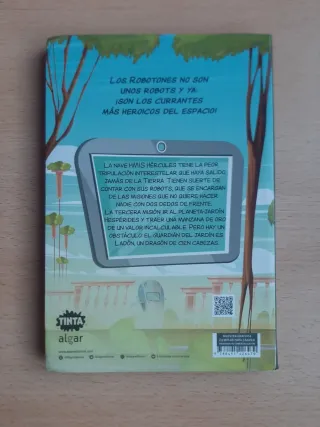 LOS ROBOTONES NO SON
UNOS ROBOTS Y YA:
¡SON LOS CURRANTES
MÁS HEROICOS DEL ESPACIO!
LA NAVE HMS HÉRCULES TIENE LA PEOR
TRIPULACIÓN INTERESTELAR QUE HAYA SALIDO
JAMÁS DE LA TIERRA. TIENEN SUERTE DE
CONTAR CON SUS ROBOTS, QUE SE ENCARGAN
DE LAS MISIONES QUE NO QUIERE HACER
NADIE CON DOS DEDOS DE FRENTE.
LA TERCERA MISIÓN: IR AL PLANETA-JARDÍN
HESPÉRIDES Y TRAER UNA MANZANA DE ORO
DE UN VALOR INCALCULABLE. PERO HAY UN
OBSTÁCULO: EL GUARDIÁN DEL JARDÍN ES
LADÓN, UN DRAGÓN DE CIEN CABEZAS.
TINTA
algar